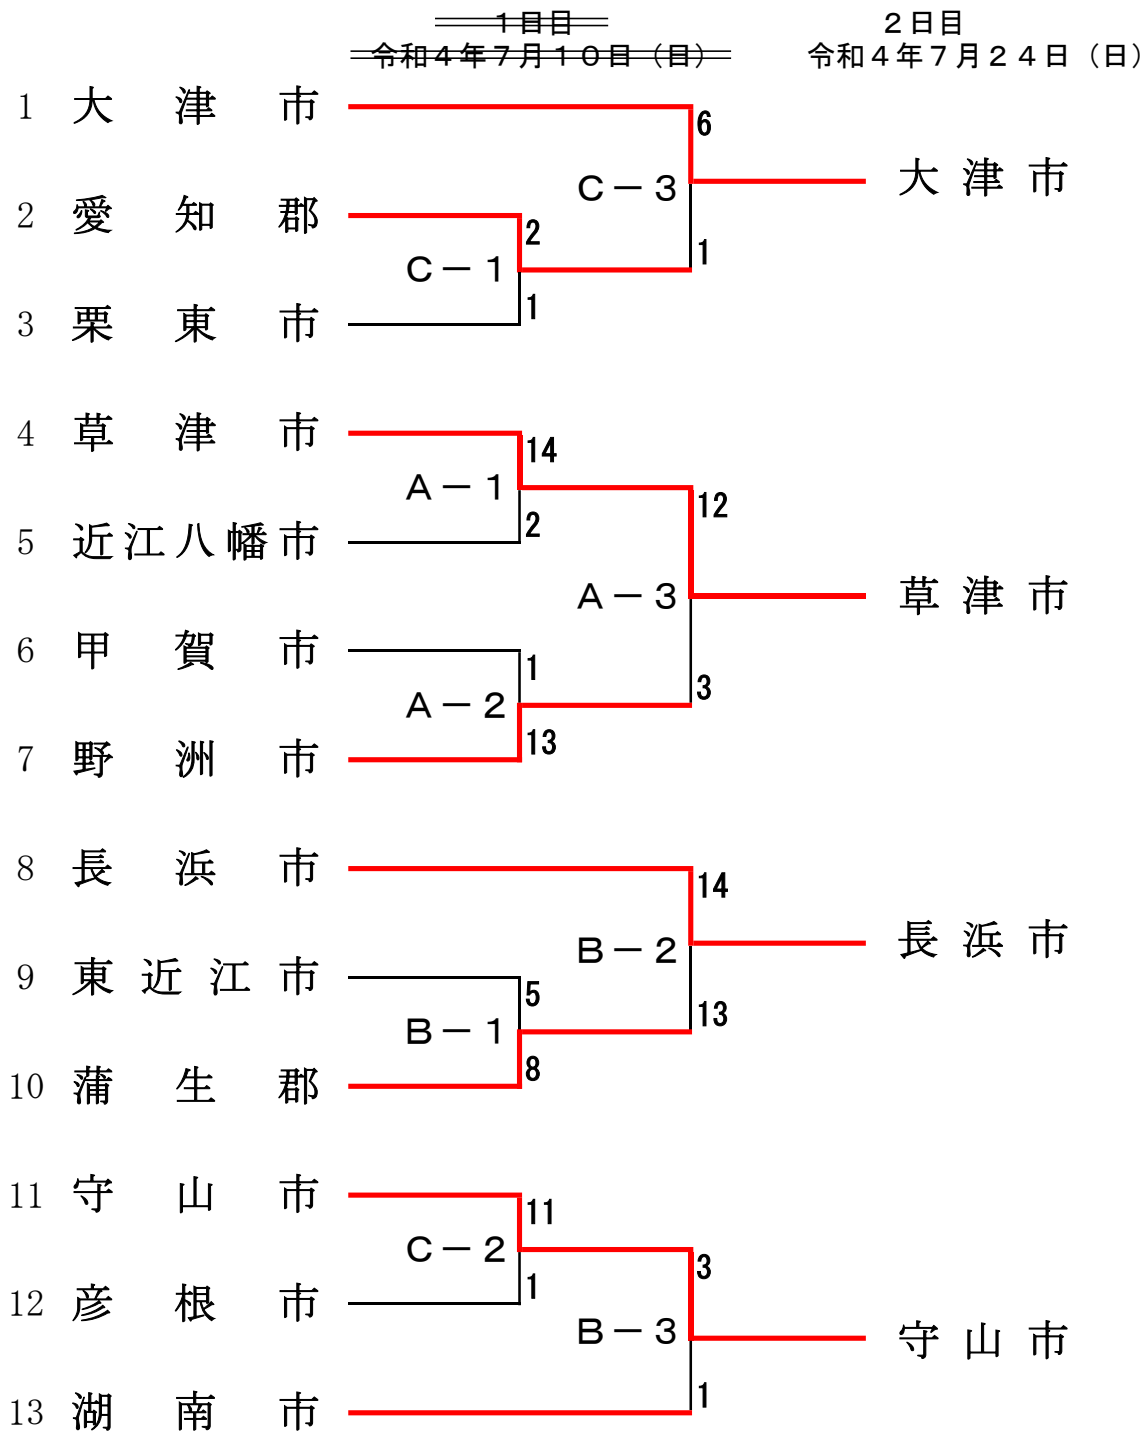 １日目 ２日目
令和４年７月１０日（日） 令和４年７月２４日（日）
1 大津市
6
Ｃ－３ 大津市
2 愛知郡
2
Ｃ－１
1
1
3 栗東市
4 草津市
14
Ａ－１
12
2
5 近江八幡市
Ａ－３ 草津市
6 甲賀市
1
3
Ａ－２
13
7 野洲市
8 長浜市
14
Ｂ－２ 長浜市
9 東近江市
5
13
Ｂ－１
8
10 蒲生郡
11 守山市
11
Ｃ－２
3
1
12 彦根市
Ｂ－３ 守山市
1
13 湖南市